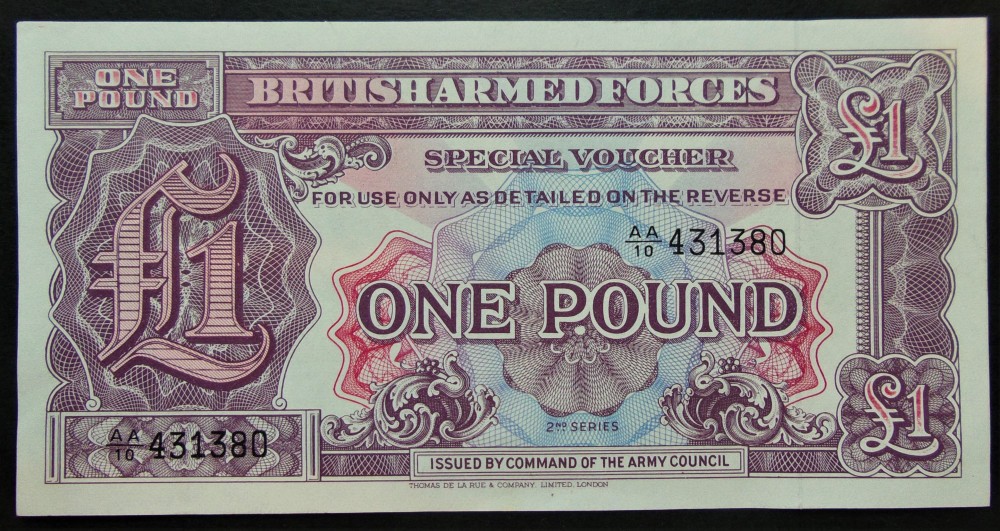 ONE
POUND
BRITISH ARMED FORCES
£1
SPECIAL VOUCHER
FOR USE ONLY AS DETAILED ON THE REVERSE
AA/10 431380
£1
ONE POUND
£1
2ND SERIES
AA/10 431380
ISSUED BY COMMAND OF THE ARMY COUNCIL
THOMAS DE LA RUE & COMPANY, LIMITED, LONDON